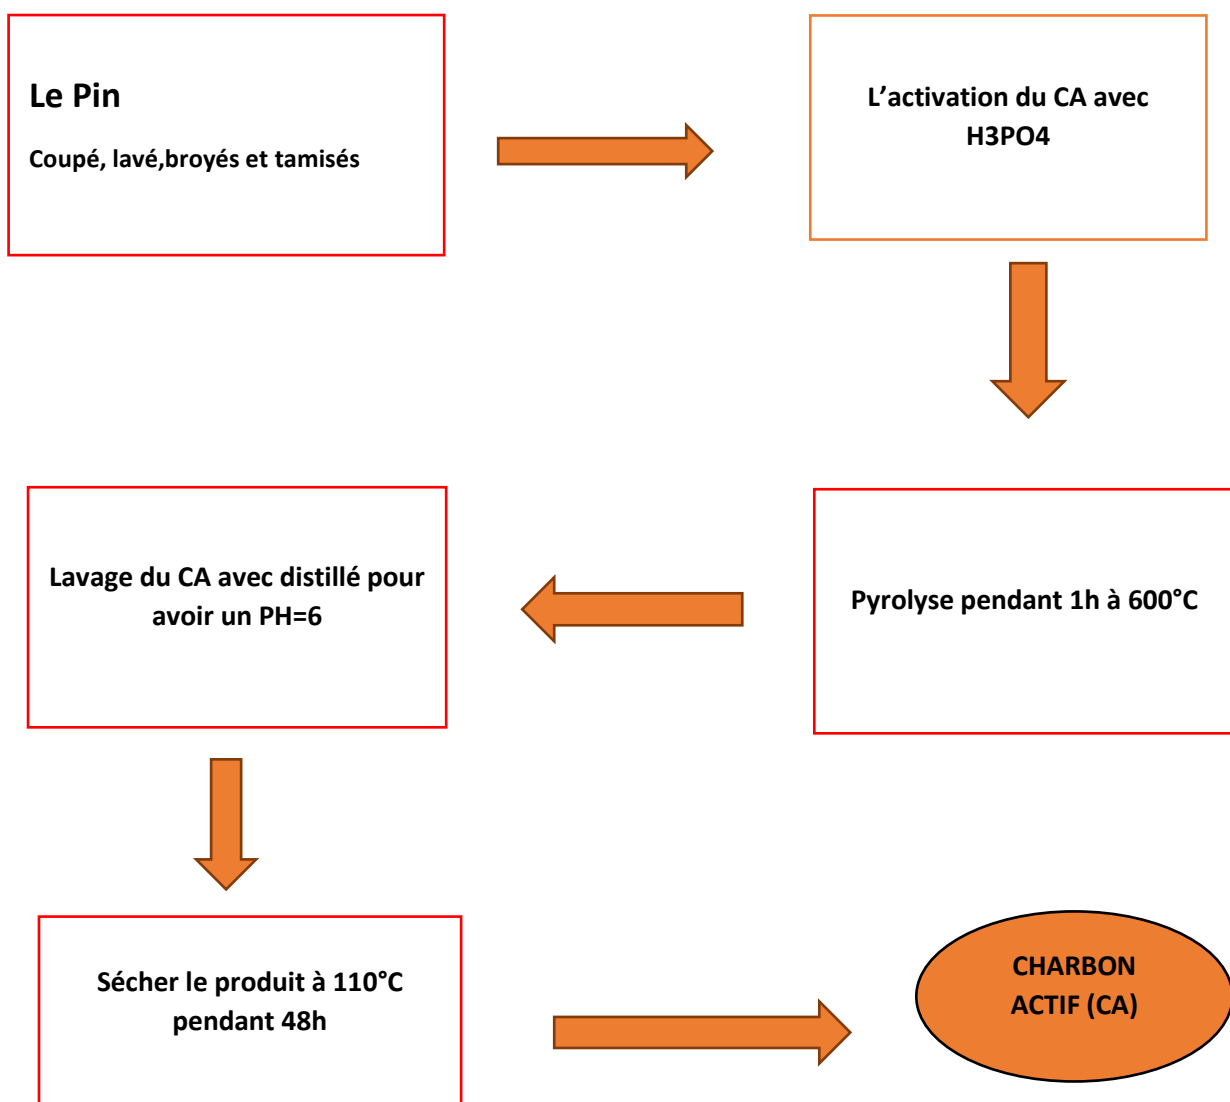 Le Pin
Coupé, lavé,broyés et tamisés
L’activation du CA avec
H3PO4
Pyrolyse pendant 1h à 600°C
Lavage du CA avec distillé pour
avoir un PH=6
Sécher le produit à 110°C
pendant 48h
CHARBON
ACTIF (CA)